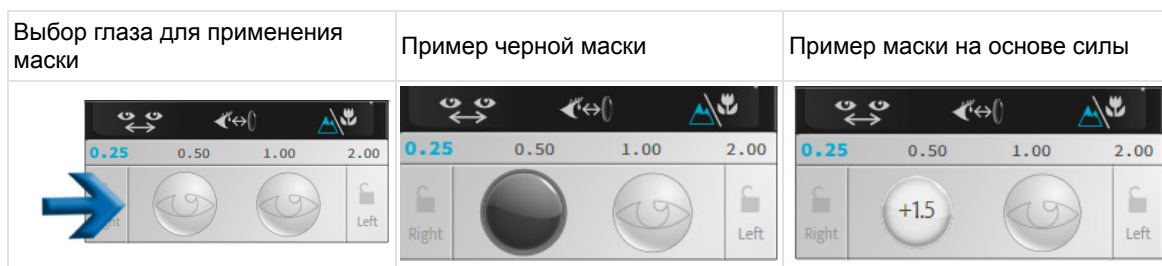 Выбор глаза для применения
маски
Пример черной маски
Пример маски на основе силы
0.25 0.50 1.00 2.00
Left
0.25 0.50 1.00 2.00
Right Left
0.25 0.50 1.00 2.00
+1.5
Right Left